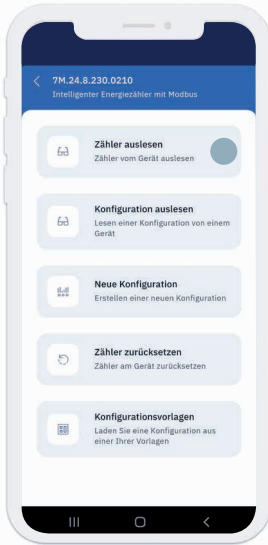 7M.24.8.230.0210
Intelligenter Energiezähler mit Modbus
Zähler auslesen
Zähler vom Gerät auslesen
Konfiguration auslesen
Lesen einer Konfiguration von einem
Gerät
Neue Konfiguration
Erstellen einer neuen Konfiguration
Zähler zurücksetzen
Zähler am Gerät zurücksetzen
Konfigurationsvorlagen
Laden Sie eine Konfiguration aus
einer Ihrer Vorlagen